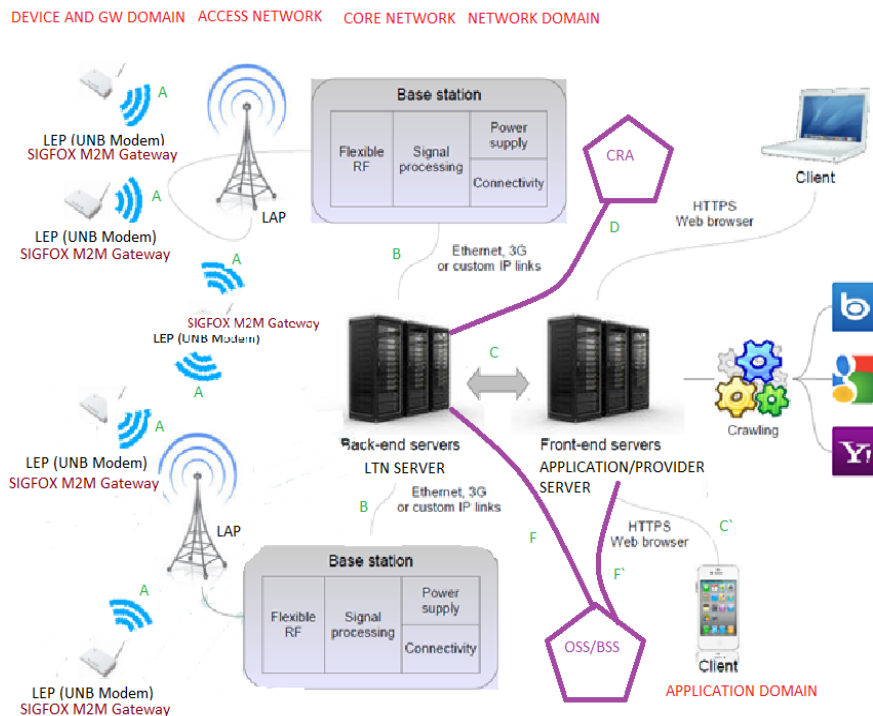 DEVICE AND GW DOMAIN
ACCESS NETWORK
CORE NETWORK
NETWORK DOMAIN
A
LEP (UNB Modem)
SIGFOX M2M Gateway
A
LEP (UNB Modem)
SIGFOX M2M Gateway
LAP
Base station
Flexible
RF
Signal
processing
Power
supply
Connectivity
CRA
Client
HTTPS
Web browser
D
B
Ethernet, 3G
or custom IP links
A
SIGFOX M2M Gateway
LEP (UNB Modem)
A
C
b
g
Y!
Crawling
A
LEP (UNB Modem)
SIGFOX M2M Gateway
Back-end servers
LTN SERVER
Front-end servers
APPLICATION/PROVIDER
SERVER
B
Ethernet, 3G
or custom IP links
LAP
F
HTTPS
Web browser
F`
C`
Base station
Flexible
RF
Signal
processing
Power
supply
Connectivity
A
LEP (UNB Modem)
SIGFOX M2M Gateway
OSS/BSS
Client
APPLICATION DOMAIN